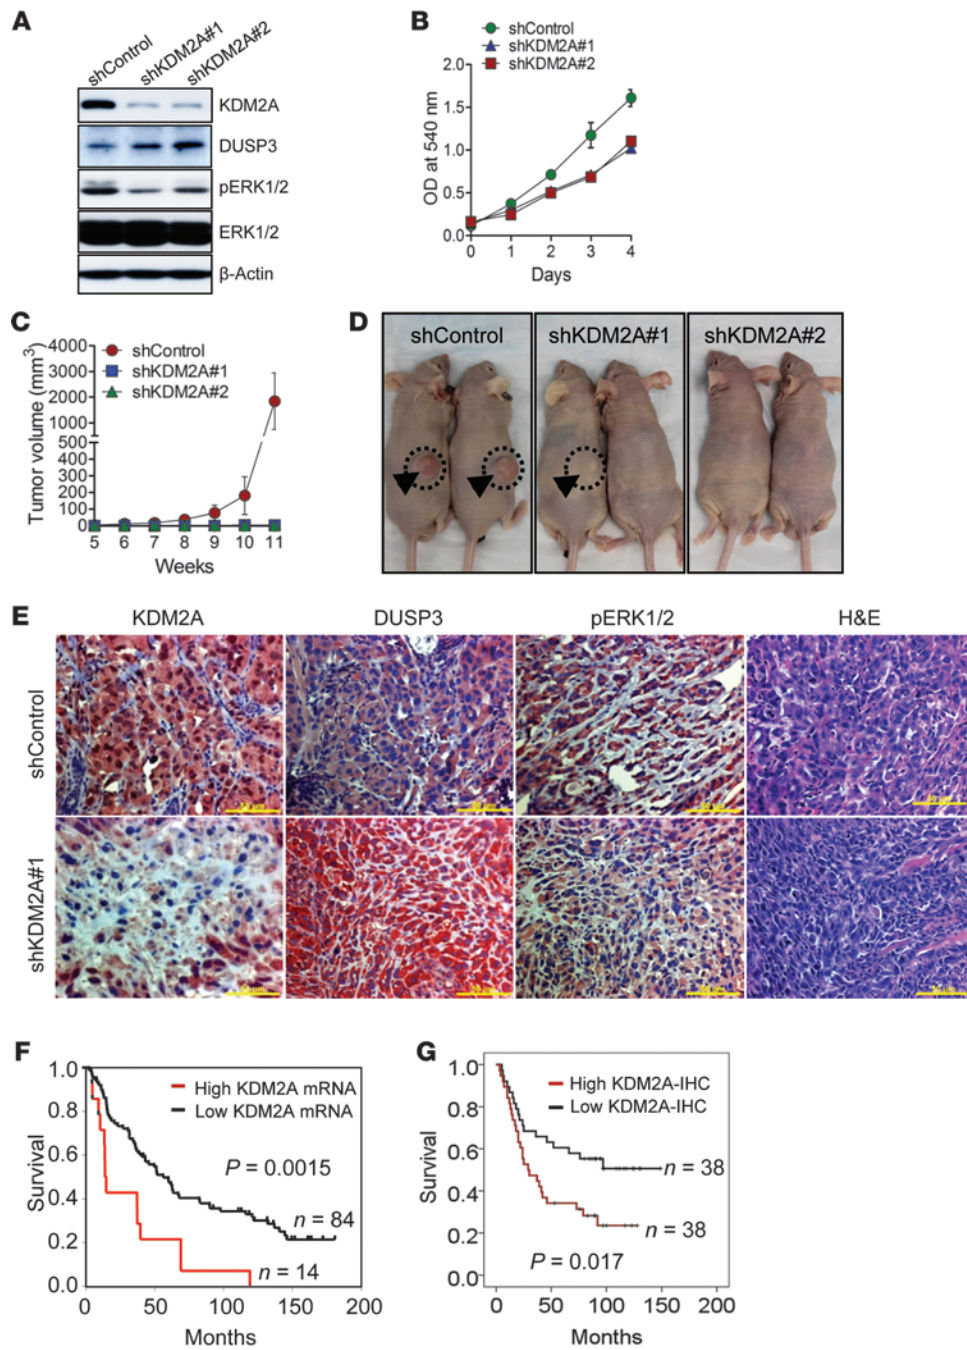 A
shControl
shKDM2A#1
shKDM2A#2
KDM2A
DUSP3
pERK1/2
ERK1/2
β-Actin
B
shControl
shKDM2A#1
shKDM2A#2
OD at 540 nm
2.0
1.5
1.0
0.5
0.0
0 1 2 3 4
Days
C
shControl
shKDM2A#1
shKDM2A#2
Tumor volume (mm³)
4000
3000
2000
1000
500
400
300
200
100
0
5 6 7 8 9 10 11
Weeks
D
shControl shKDM2A#1 shKDM2A#2
E
KDM2A DUSP3 pERK1/2 H&E
shControl
shKDM2A#1
F
High KDM2A mRNA
Low KDM2A mRNA
P = 0.0015
n = 84
n = 14
Survival
1.0
0.8
0.6
0.4
0.2
0.0
0 50 100 150 200
Months
G
High KDM2A-IHC
Low KDM2A-IHC
n = 38
n = 38
P = 0.017
Survival
1.0
0.8
0.6
0.4
0.2
0.0
0 50 100 150 200
Months